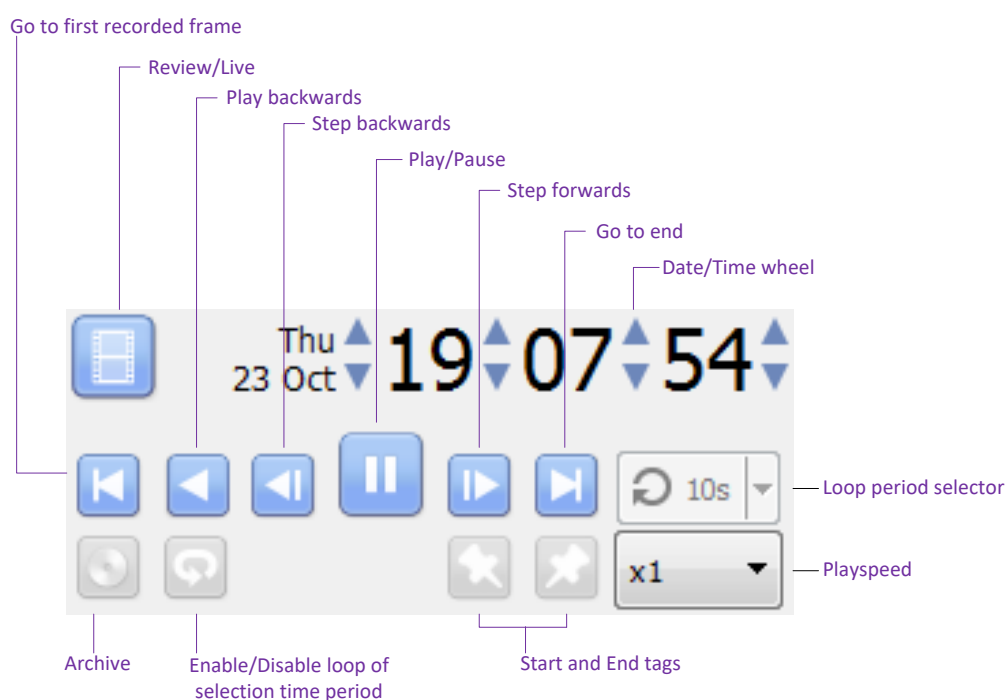 Go to first recorded frame
Review/Live
Play backwards
Step backwards
Play/Pause
Step forwards
Go to end
Date/Time wheel
Thu
23 Oct
19 07 54
10s
Loop period selector
x1
Playspeed
Archive
Enable/Disable loop of
selection time period
Start and End tags